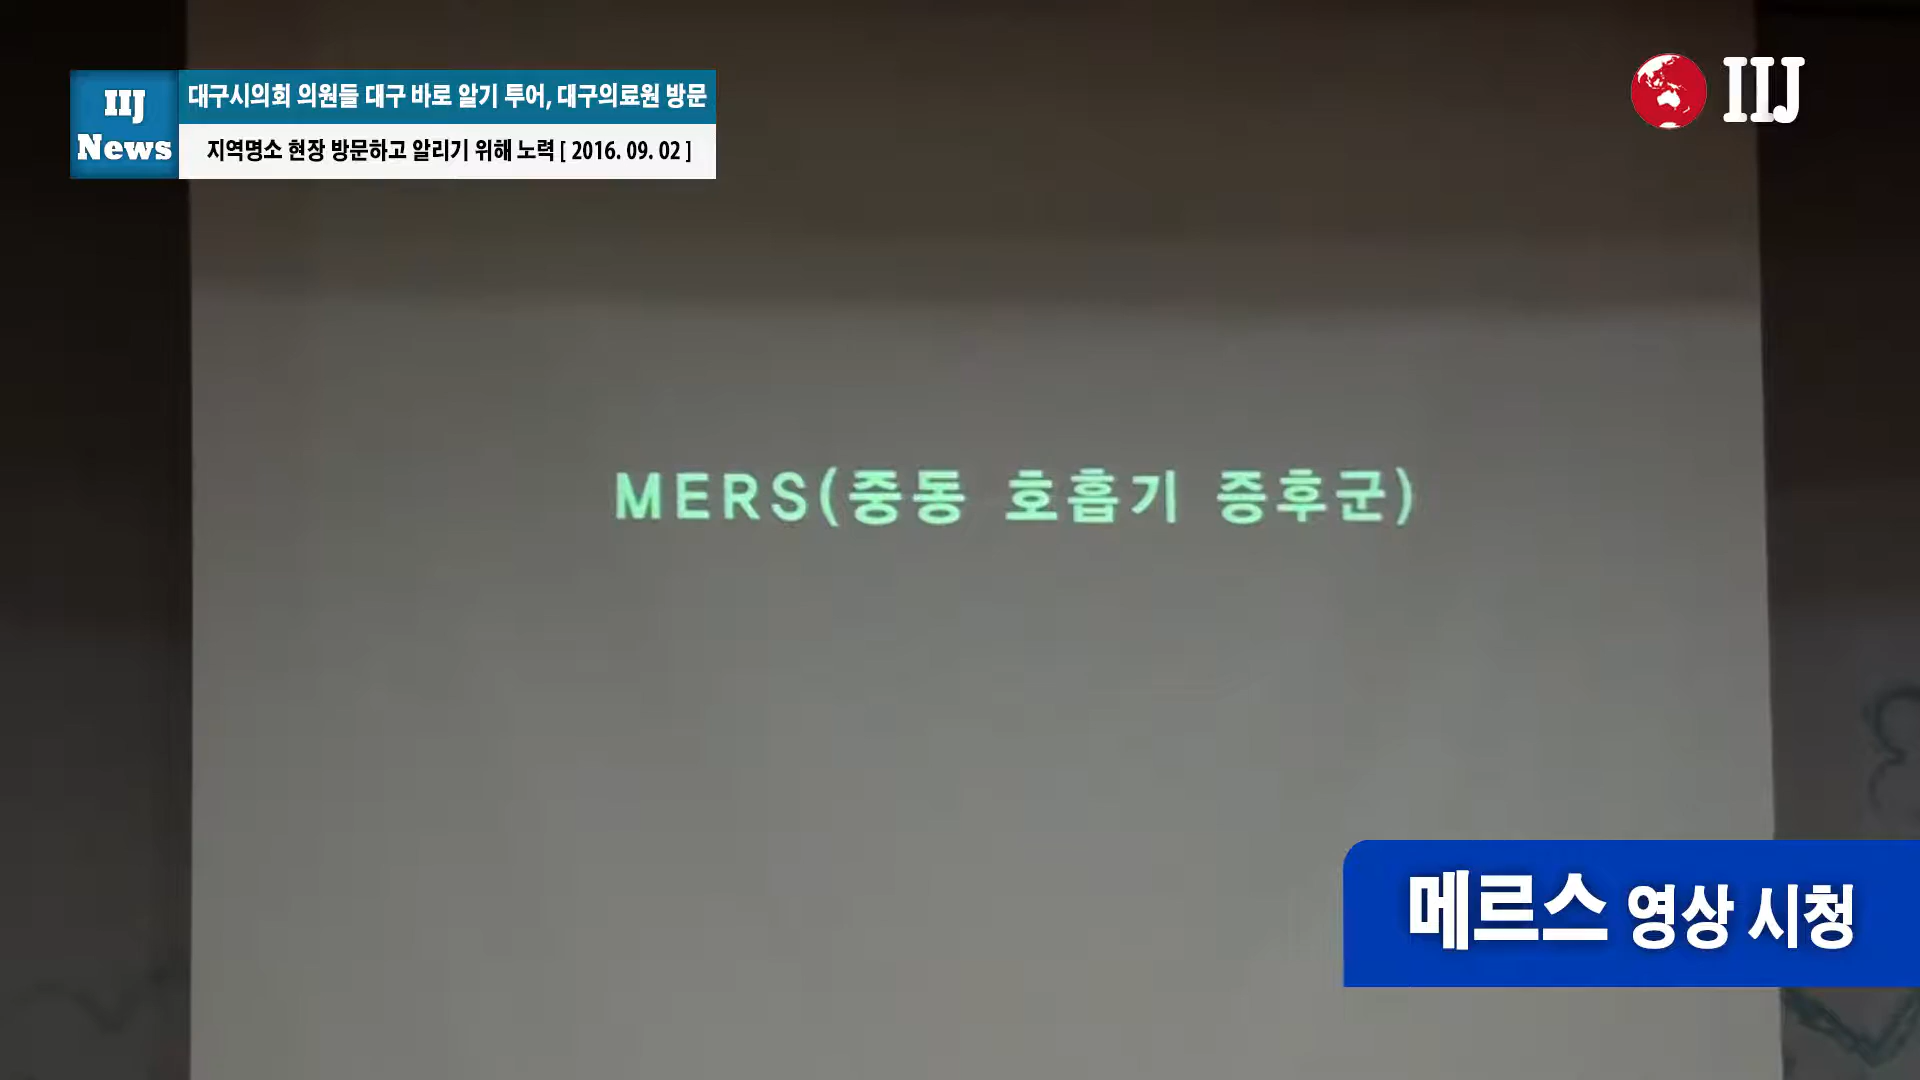 IIJ
News
대구시의회 의원들 대구 바로 알기 투어, 대구의료원 방문
지역명소 현장 방문하고 알리기 위해 노력 [ 2016. 09. 02 ]
IIJ
MERS(중동 호흡기 증후군)
메르스 영상 시청